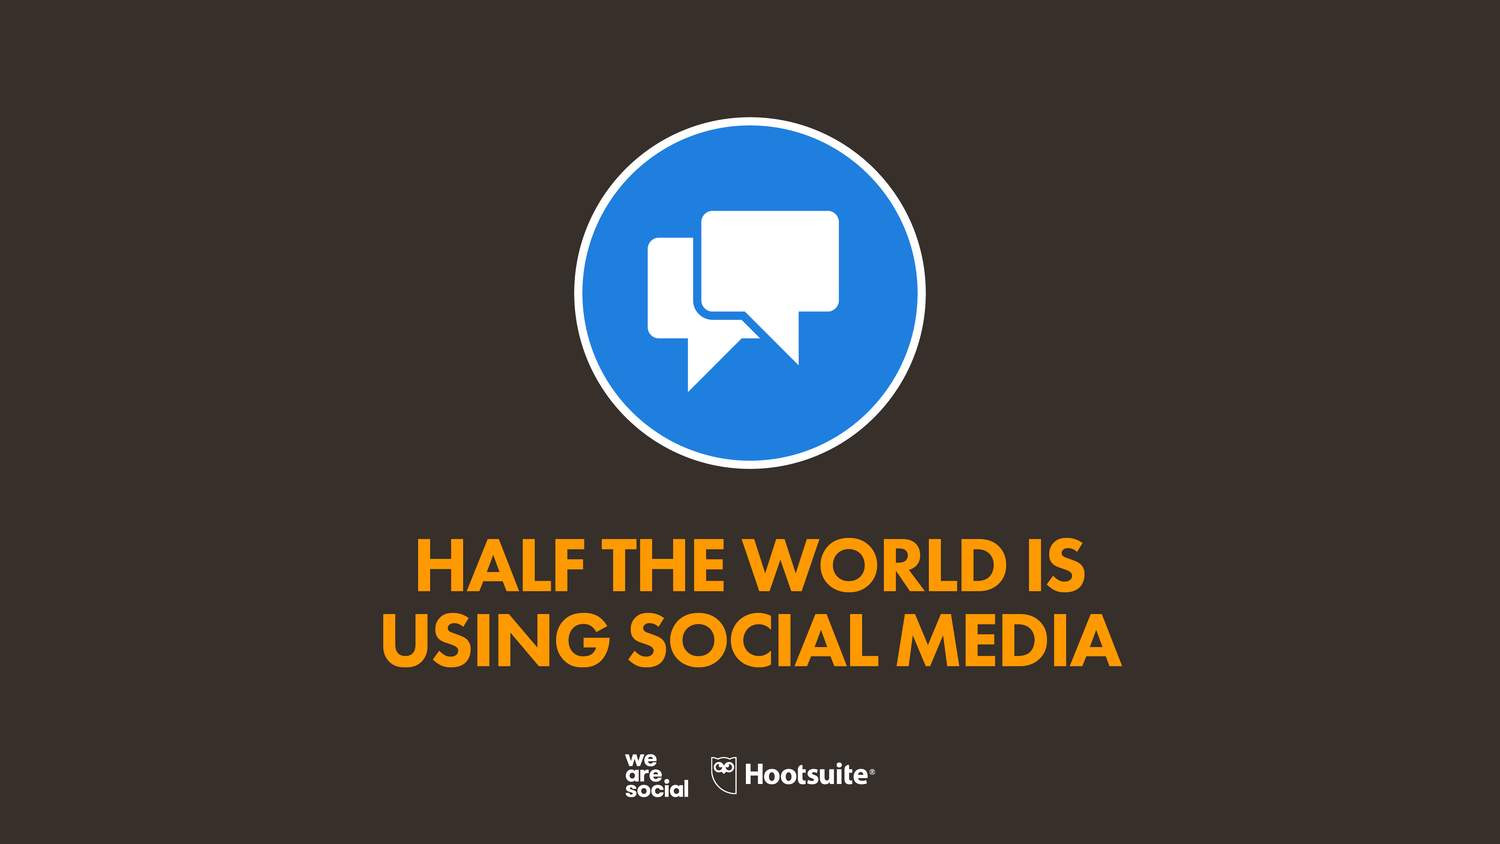 HALF THE WORLD IS
USING SOCIAL MEDIA
we
are
social
Hootsuite®